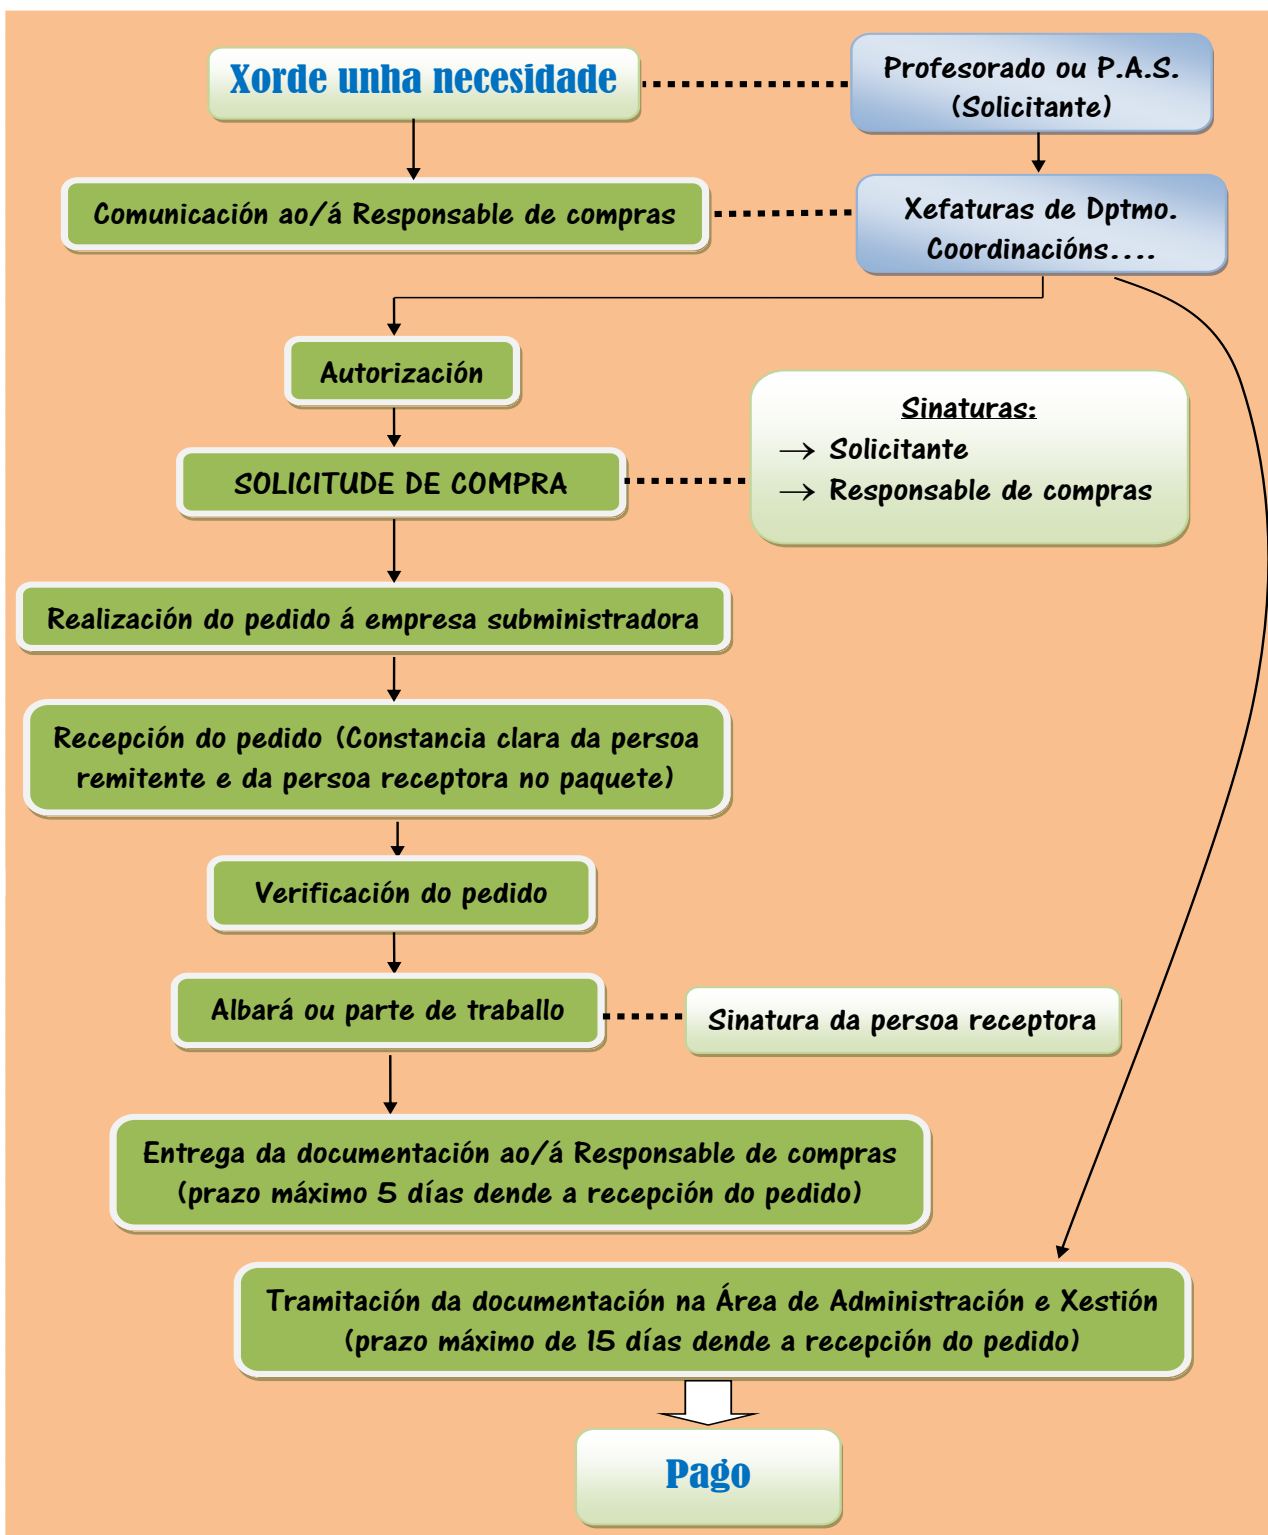 Xorde unha necesidade
Profesorado ou P.A.S.
(Solicitante)
Comunicación ao/á Responsable de compras
Xefaturas de Dptmo.
Coordinacións....
Autorización
Sinaturas:
→ Solicitante
→ Responsable de compras
SOLICITUDE DE COMPRA
Realización do pedido á empresa subministradora
Recepción do pedido (Constancia clara da persoa
remitente e da persoa receptora no paquete)
Verificación do pedido
Albará ou parte de traballo
Sinatura da persoa receptora
Entrega da documentación ao/á Responsable de compras
(prazo máximo 5 días dende a recepción do pedido)
Tramitación da documentación na Área de Administración e Xestión
(prazo máximo de 15 días dende a recepción do pedido)
Pago